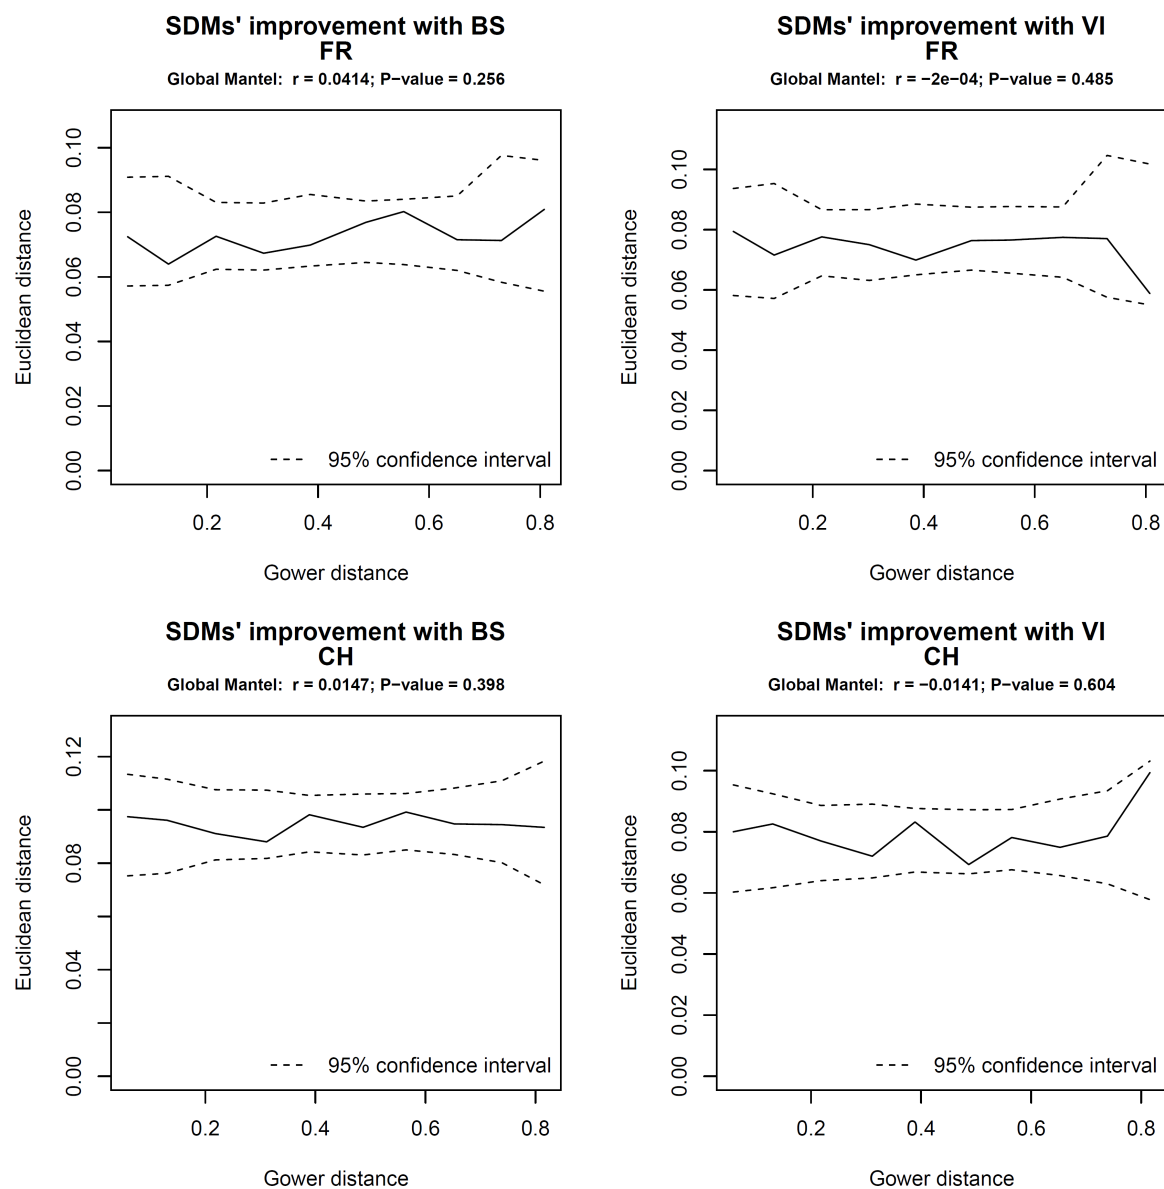 SDMs' improvement with BS
FR
Global Mantel:  r = 0.0414; P−value = 0.256
Euclidean distance
0.10
0.08
0.06
0.04
0.02
0.00
95% confidence interval
0.2 0.4 0.6 0.8
Gower distance
SDMs' improvement with VI
FR
Global Mantel:  r = −2e−04; P−value = 0.485
Euclidean distance
0.10
0.08
0.06
0.04
0.02
0.00
95% confidence interval
0.2 0.4 0.6 0.8
Gower distance
SDMs' improvement with BS
CH
Global Mantel:  r = 0.0147; P−value = 0.398
Euclidean distance
0.12
0.08
0.04
0.00
95% confidence interval
0.2 0.4 0.6 0.8
Gower distance
SDMs' improvement with VI
CH
Global Mantel:  r = −0.0141; P−value = 0.604
Euclidean distance
0.10
0.08
0.06
0.04
0.02
0.00
95% confidence interval
0.2 0.4 0.6 0.8
Gower distance